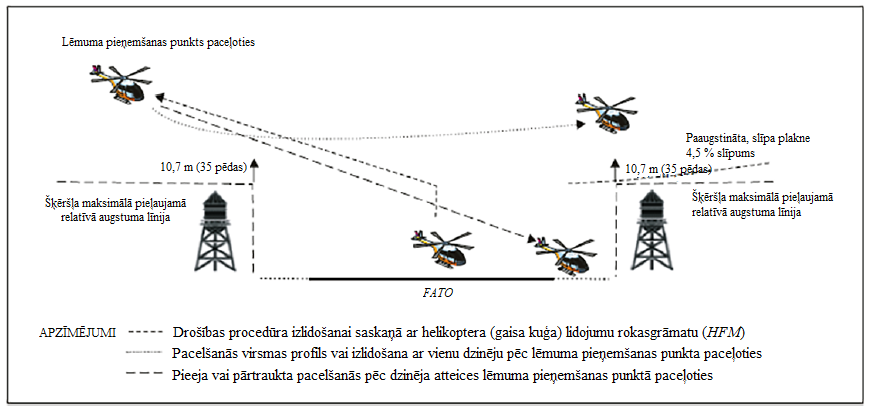 Lēmuma pieņemšanas punkts paceļoties
Paaugstināta, slīpa plakne
4,5 % slīpums
10,7 m (35 pēdas)
10,7 m (35 pēdas)
Šķēršļa maksimālā pieļaujamā
relatīvā augstuma līnija
Šķēršļa maksimālā pieļaujamā
relatīvā augstuma līnija
FATO
APZĪMĒJUMI
Drošības procedūra izlidošanai saskaņā ar helikoptera (gaisa kuģa) lidojumu rokasgrāmatu (HFM)
Pacelšanās virsmas profils vai izlidošana ar vienu dzinēju pēc lēmuma pieņemšanas punkta paceļoties
Pieeja vai pārtraukta pacelšanās pēc dzinēja atteices lēmuma pieņemšanas punktā paceļoties